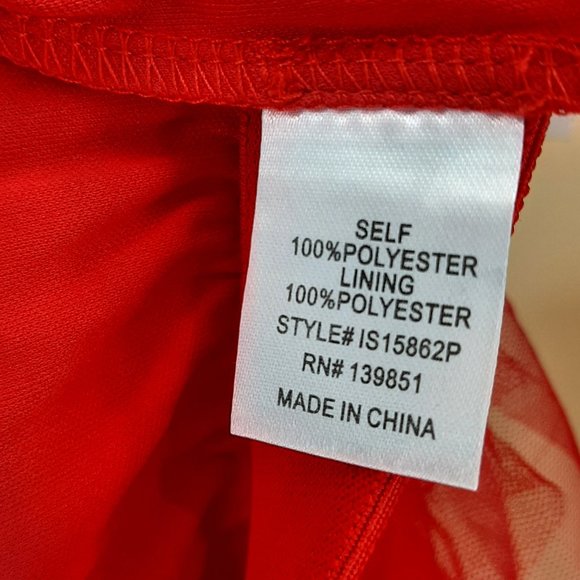 SELF
100%POLYESTER
LINING
100%POLYESTER
STYLE# IS15862P
RN# 139851
MADE IN CHINA